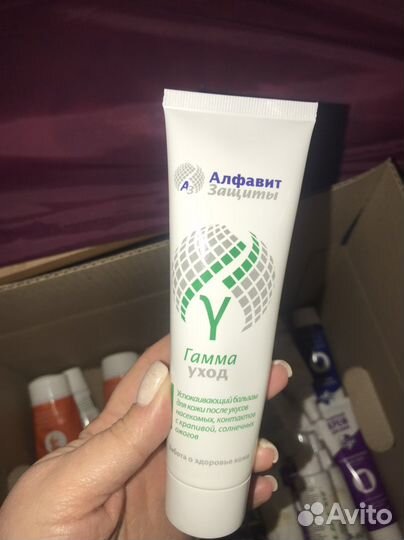 АЗ
Алфавит
Защиты
γ
Гамма
уход
Успокаивающий бальзам
для кожи после укусов
насекомых, контактов
с крапивой, солнечных
ожогов
Забота о здоровье кожи
Avito